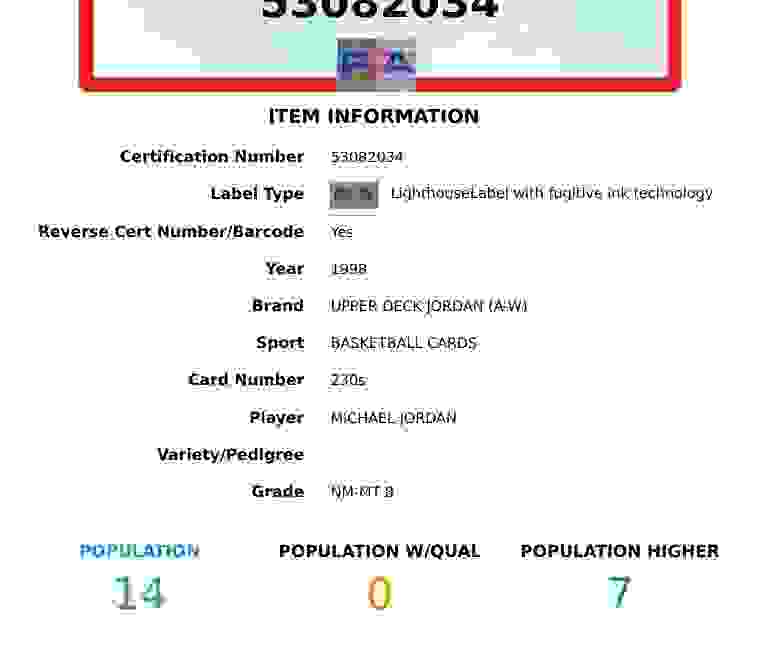 53082034
PSA
ITEM INFORMATION
Certification Number 53082034
Label Type LighthouseLabel with fugitive ink technology
Reverse Cert Number/Barcode Yes
Year 1998
Brand UPPER DECK JORDAN (A-W)
Sport BASKETBALL CARDS
Card Number 230s
Player MICHAEL JORDAN
Variety/Pedigree
Grade NM-MT 8
POPULATION POPULATION W/QUAL POPULATION HIGHER
14 0 7